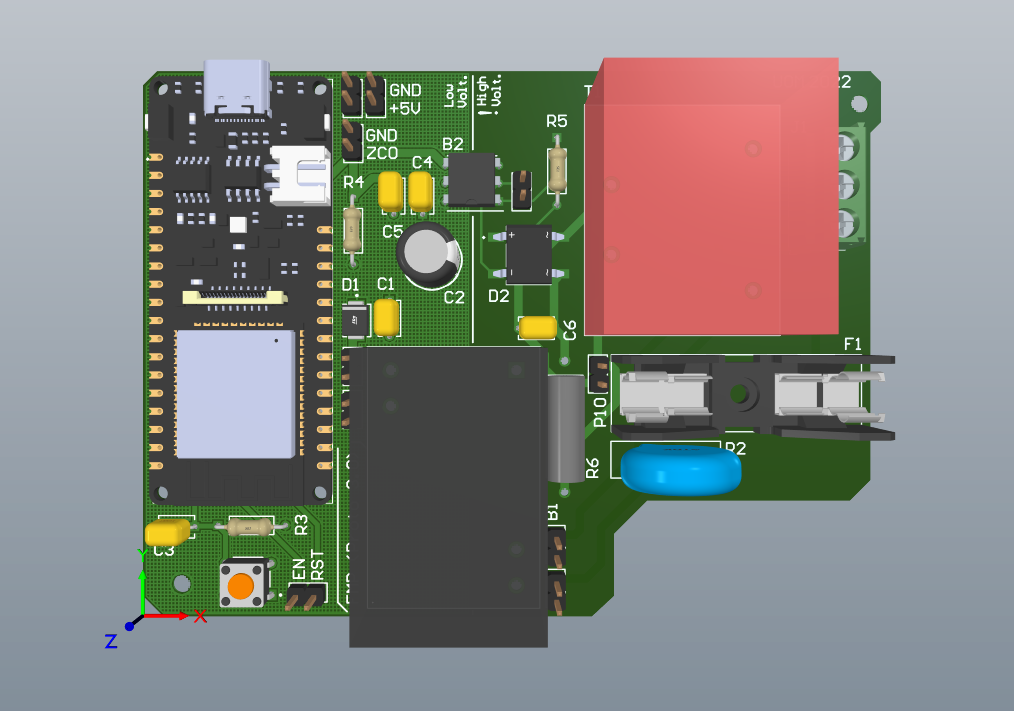 GND
+5V
Low
Volt.
! High
Volt.
GND
ZCO
B2
R5
R4
C4
C5
C2
D1
C1
D2
C6
F1
P10
R2
R6
B1
C3
R3
EN
RST
Y
X
Z